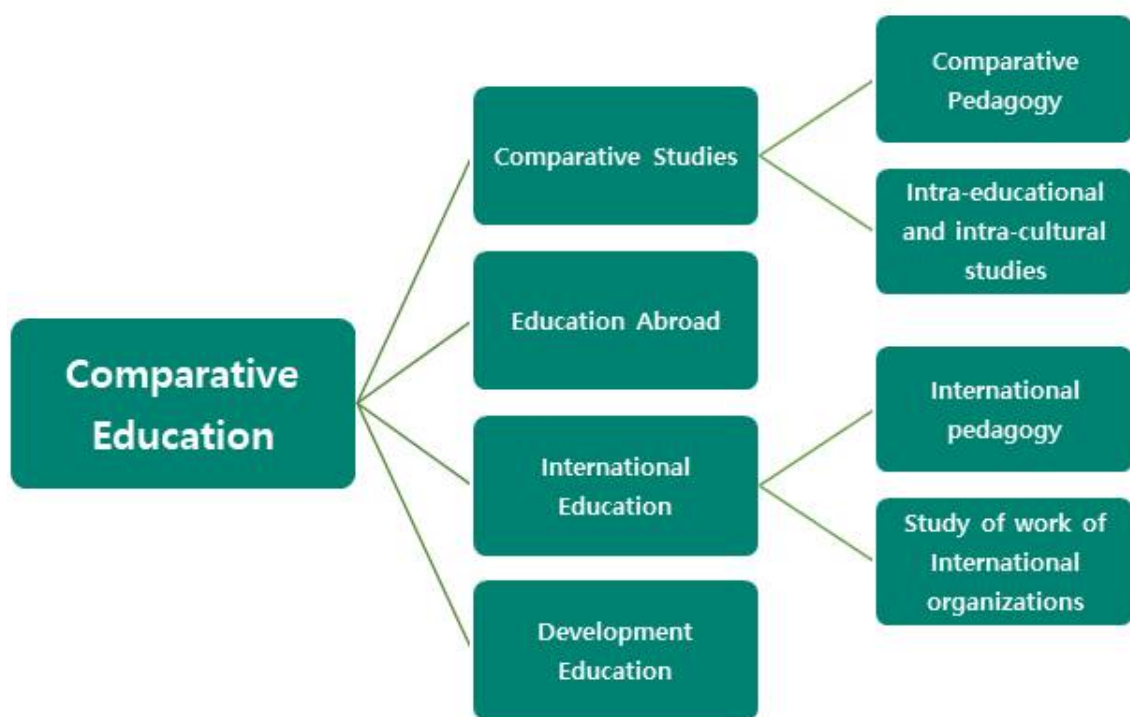 Comparative
Education
Comparative Studies
Education Abroad
International
Education
Development
Education
Comparative
Pedagogy
Intra-educational
and intra-cultural
studies
International
pedagogy
Study of work of
International
organizations